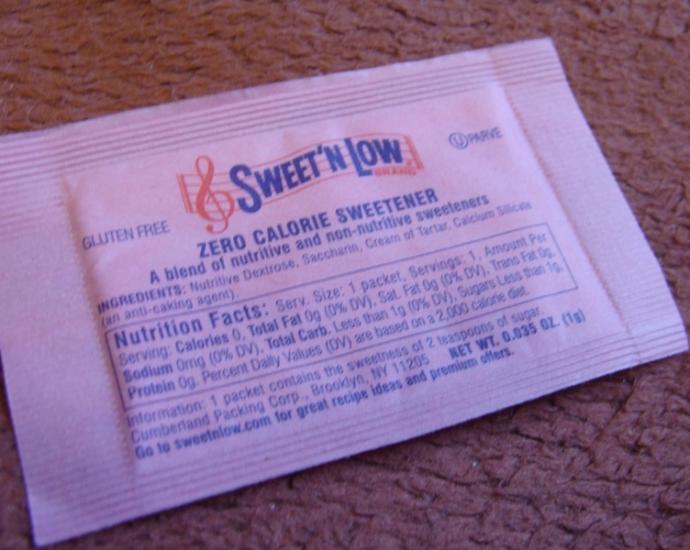 SWEET'N LOW
BRAND
Ⓤ PARVE
GLUTEN FREE
ZERO CALORIE SWEETENER
A blend of nutritive and non-nutritive sweeteners
INGREDIENTS: Nutritive Dextrose, Saccharin, Cream of Tartar, Calcium Silicate
(an anti-caking agent).
Nutrition Facts: Serv. Size: 1 packet, Servings: 1, Amount Per
Serving: Calories 0, Total Fat 0g (0% DV), Sat. Fat 0g (0% DV), Trans Fat 0g,
Sodium 0mg (0% DV), Total Carb. Less than 1g (0% DV), Sugars Less than 1g,
Protein 0g. Percent Daily Values (DV) are based on a 2,000 calorie diet.
Information: 1 packet contains the sweetness of 2 teaspoons of sugar.
Cumberland Packing Corp., Brooklyn, NY 11205 NET WT. 0.035 OZ. (1g)
Go to sweetnlow.com for great recipe ideas and premium offers.